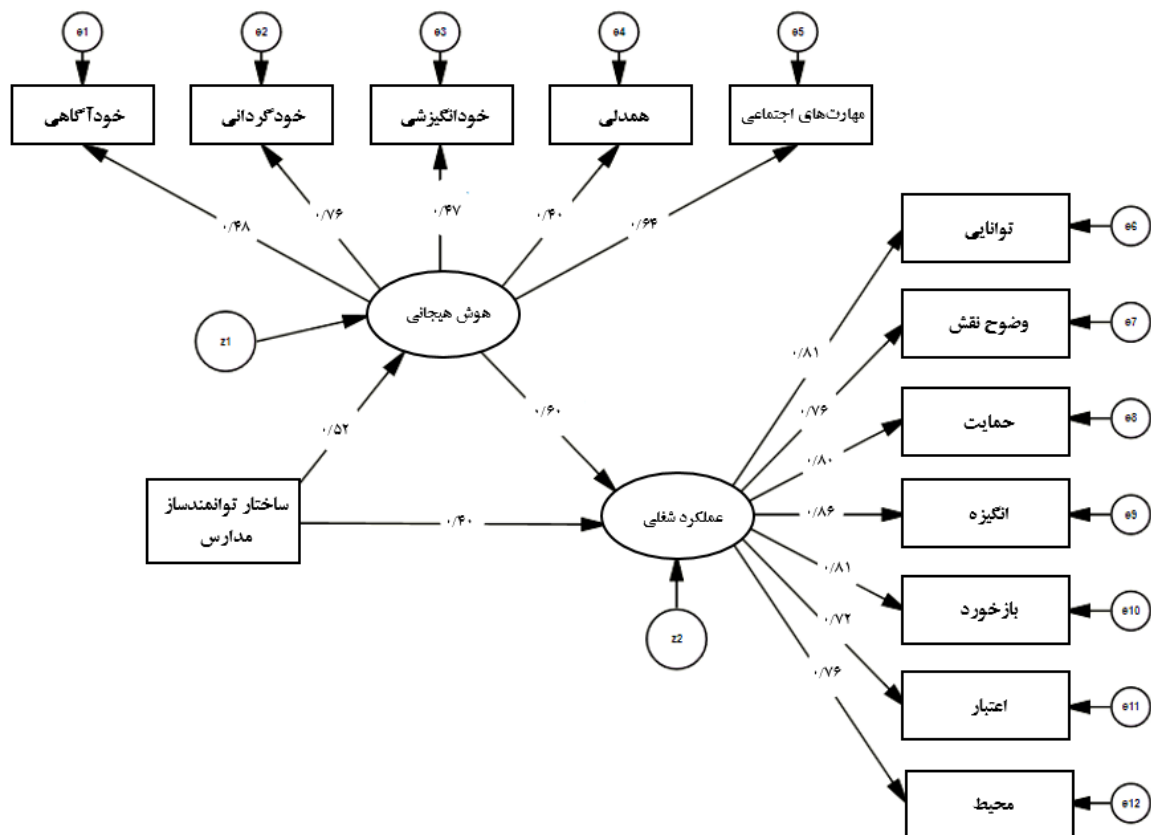 e1
e2
e3
e4
e5
خودآگاهی
خودگردانی
خودانگیزشی
همدلی
مهارت‌های اجتماعی
۰/۴۸
۰/۷۶
۰/۴۷
۰/۴۰
۰/۶۴
هوش هیجانی
z1
۰/۵۲
۰/۶۰
ساختار توانمندساز
مدارس
۰/۴۰
عملکرد شغلی
z2
۰/۸۱
۰/۷۶
۰/۸۰
۰/۸۶
۰/۸۱
۰/۷۲
۰/۷۶
توانایی
e6
وضوح نقش
e7
حمایت
e8
انگیزه
e9
بازخورد
e10
اعتبار
e11
محیط
e12